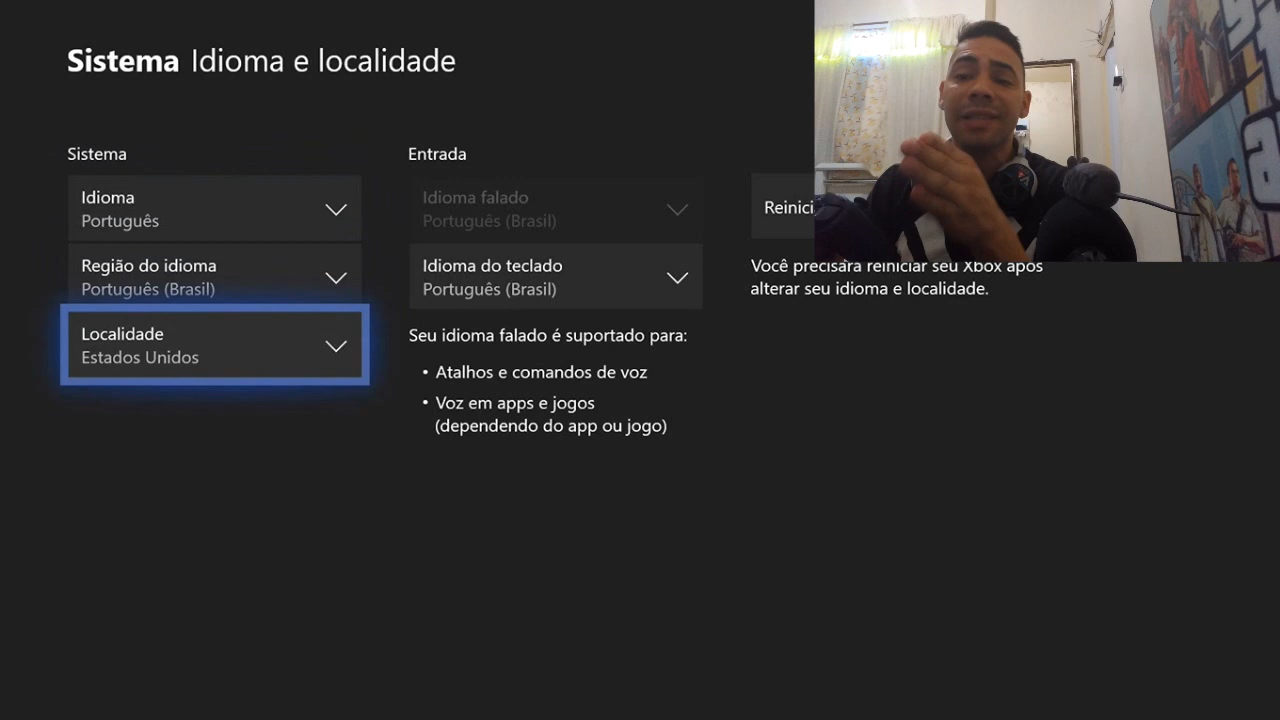 Sistema Idioma e localidade
Sistema
Idioma
Português
Região do idioma
Português (Brasil)
Localidade
Estados Unidos
Entrada
Idioma falado
Português (Brasil)
Idioma do teclado
Português (Brasil)
Seu idioma falado é suportado para:
• Atalhos e comandos de voz
• Voz em apps e jogos
(dependendo do app ou jogo)
Você precisará reiniciar seu Xbox após
alterar seu idioma e localidade.